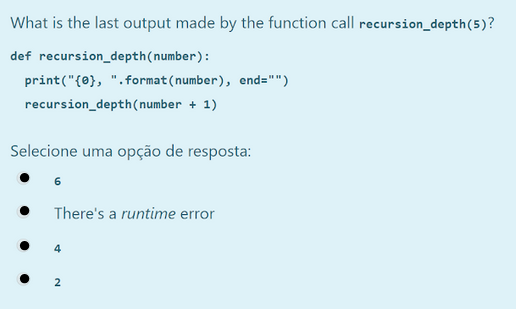 What is the last output made by the function call recursion_depth(5)?
def recursion_depth(number):
  print("{0}, ".format(number), end="")
  recursion_depth(number + 1)
Selecione uma opção de resposta:
6
There's a runtime error
4
2